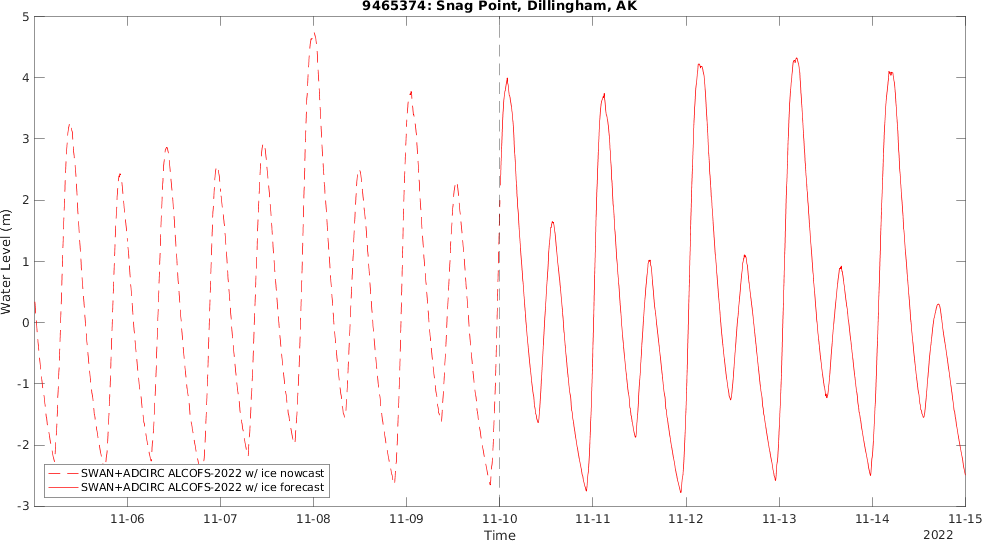 9465374: Snag Point, Dillingham, AK
5
4
3
2
1
0
-1
-2
-3
Water Level (m)
SWAN+ADCIRC ALCOFS-2022 w/ ice nowcast
SWAN+ADCIRC ALCOFS-2022 w/ ice forecast
11-06 11-07 11-08 11-09 11-10 11-11 11-12 11-13 11-14 11-15
Time
2022